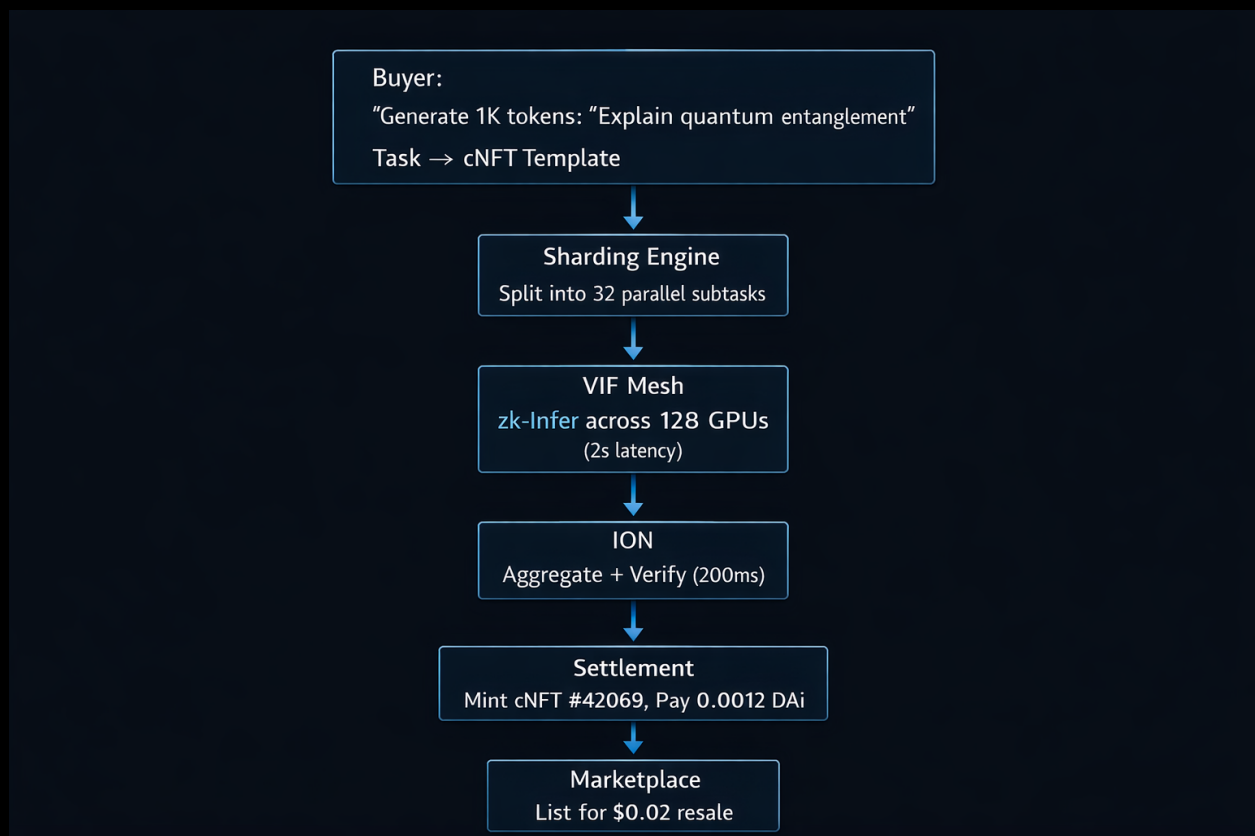 Buyer:
“Generate 1K tokens: “Explain quantum entanglement”
Task → cNFT Template
Sharding Engine
Split into 32 parallel subtasks
VIF Mesh
zk-Infer across 128 GPUs
(2s latency)
ION
Aggregate + Verify (200ms)
Settlement
Mint cNFT #42069, Pay 0.0012 DAi
Marketplace
List for $0.02 resale